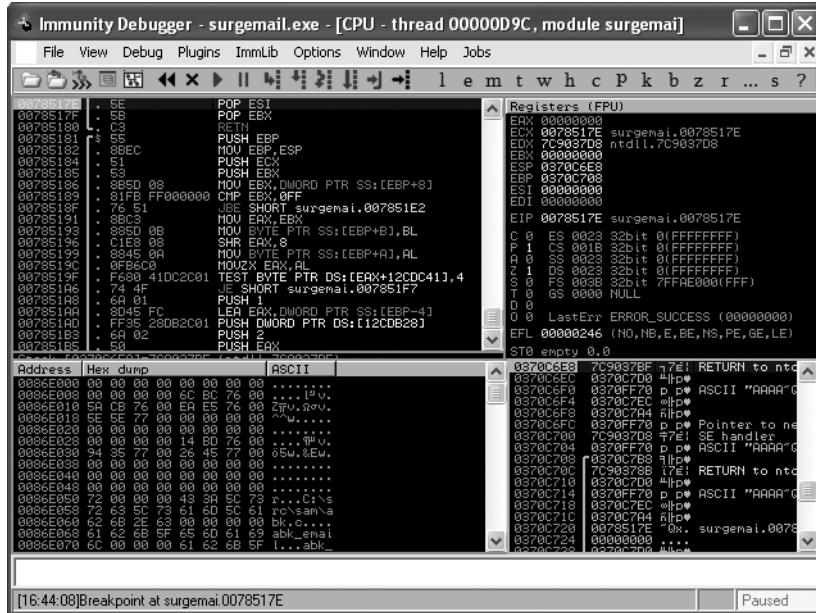 Immunity Debugger - surgemail.exe - [CPU - thread 00000D9C, module surgemai]
File View Debug Plugins ImmLib Options Window Help Jobs
l e m t w h c P k b z r ... s ?
0078517E . 5E POP ESI
0078517F . 5B POP EBX
00785180 . C3 RETN
00785181 $ 55 PUSH EBP
00785182 . 8BEC MOV EBP,ESP
00785184 . 51 PUSH ECX
00785185 . 53 PUSH EBX
00785186 . 8B5D 08 MOV EBX,DWORD PTR SS:[EBP+8]
00785189 . 81FB FF000000 CMP EBX,0FF
0078518F . 76 51 JBE SHORT surgemai.007851E2
00785191 . 8BC3 MOV EAX,EBX
00785193 . 885D 0B MOV BYTE PTR SS:[EBP+B],BL
00785196 . C1E8 08 SHR EAX,8
00785199 . 8845 0A MOV BYTE PTR SS:[EBP+A],AL
0078519C . 0FB6C0 MOVZX EAX,AL
0078519F . F680 41DC2C01 TEST BYTE PTR DS:[EAX+12CDC41],4
007851A6 . 74 4F JE SHORT surgemai.007851F7
007851A8 . 6A 01 PUSH 1
007851AA . 8D45 FC LEA EAX,DWORD PTR SS:[EBP-4]
007851AD . FF35 28DB2C01 PUSH DWORD PTR DS:[12CDB28]
007851B3 . 6A 02 PUSH 2
007851B5 . 50 PUSH EAX
Registers (FPU)
EAX 00000000
ECX 0078517E surgemai.0078517E
EDX 7C9037D8 ntdll.7C9037D8
EBX 00000000
ESP 0370C6E8
EBP 0370C708
ESI 00000000
EDI 00000000
EIP 0078517E surgemai.0078517E
C 0 ES 0023 32bit 0(FFFFFFFF)
P 1 CS 001B 32bit 0(FFFFFFFF)
A 0 SS 0023 32bit 0(FFFFFFFF)
Z 1 DS 0023 32bit 0(FFFFFFFF)
S 0 FS 003B 32bit 7FFAE000(FFF)
T 0 GS 0000 NULL
D 0
O 0 LastErr ERROR_SUCCESS (00000000)
EFL 00000246 (NO,NB,E,BE,NS,PE,GE,LE)
ST0 empty 0.0
Address Hex dump ASCII
0086E000 00 00 00 00 00 00 00 00 ........
0086E008 00 00 00 00 6C BC 76 00
0086E010 5A CB 76 00 EA E5 76 00
0086E018 5E 5E 77 00 00 00 00 00 ^^w.....
0086E020 00 00 00 00 00 00 00 00 ........
0086E028 00 00 00 00 14 BD 76 00
0086E030 94 35 77 00 26 45 77 00 ö5w.&Ew.
0086E038 00 00 00 00 00 00 00 00 ........
0086E040 00 00 00 00 00 00 00 00 ........
0086E048 00 00 00 00 00 00 00 00 ........
0086E050 72 00 00 00 43 3A 5C 73 r...C:\s
0086E058 72 63 5C 73 61 6D 5C 61 rc\sam\a
0086E060 62 6B 2E 63 00 00 00 00 bk.c....
0086E068 61 62 6B 5F 65 6D 61 69 abk_emai
0086E070 6C 00 00 00 61 62 6B 5F l...abk_
0370C6E8 7C9037BF RETURN to ntd
0370C6EC 0370C7D0
0370C6F0 0370FF70 ASCII "AAAA~G
0370C6F4 0370C7EC
0370C6F8 0370C7A4
0370C6FC 0370FF70 Pointer to ne
0370C700 7C9037D8 SE handler
0370C704 0370FF70 ASCII "AAAA~G
0370C708 0370C7B8
0370C70C 7C90378B RETURN to ntd
0370C710 0370C7D0
0370C714 0370FF70 ASCII "AAAA~G
0370C718 0370C7EC
0370C71C 0370C7A4
0370C720 0078517E ~Qx. surgemai.0078
0370C724 00000000 ....
[16:44:08]Breakpoint at surgemai.0078517E
Paused